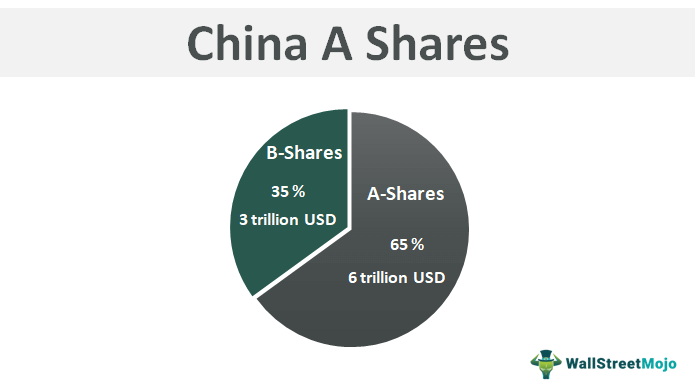 China A Shares
B-Shares
35 %
3 trillion USD
A-Shares
65 %
6 trillion USD
WallStreetMojo